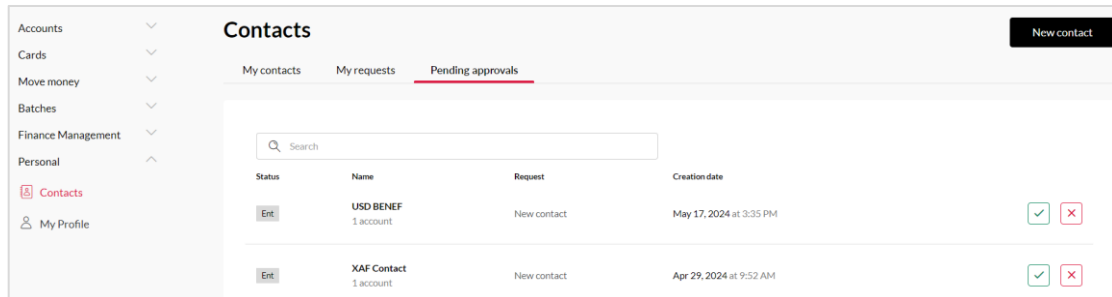 Accounts
Cards
Move money
Batches
Finance Management
Personal
Contacts
My Profile
Contacts
New contact
My contacts My requests Pending approvals
Search
Status Name Request Creation date
Ent USD BENEF New contact May 17, 2024 at 3:35 PM
1 account
Ent XAF Contact New contact Apr 29, 2024 at 9:52 AM
1 account